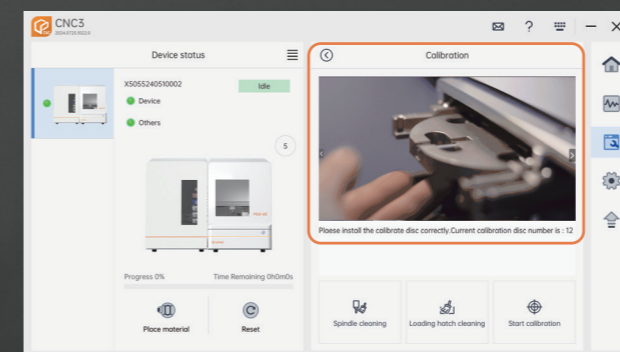 CNC3
Device status
Calibration
X5055240510002
Idle
Device
Others
5
Please install the calibrate disc correctly.Current calibration disc number is : 12
Progress 0%
Time Remaining 0h0m0s
Place material
Reset
Spindle cleaning
Loading hatch cleaning
Start calibration